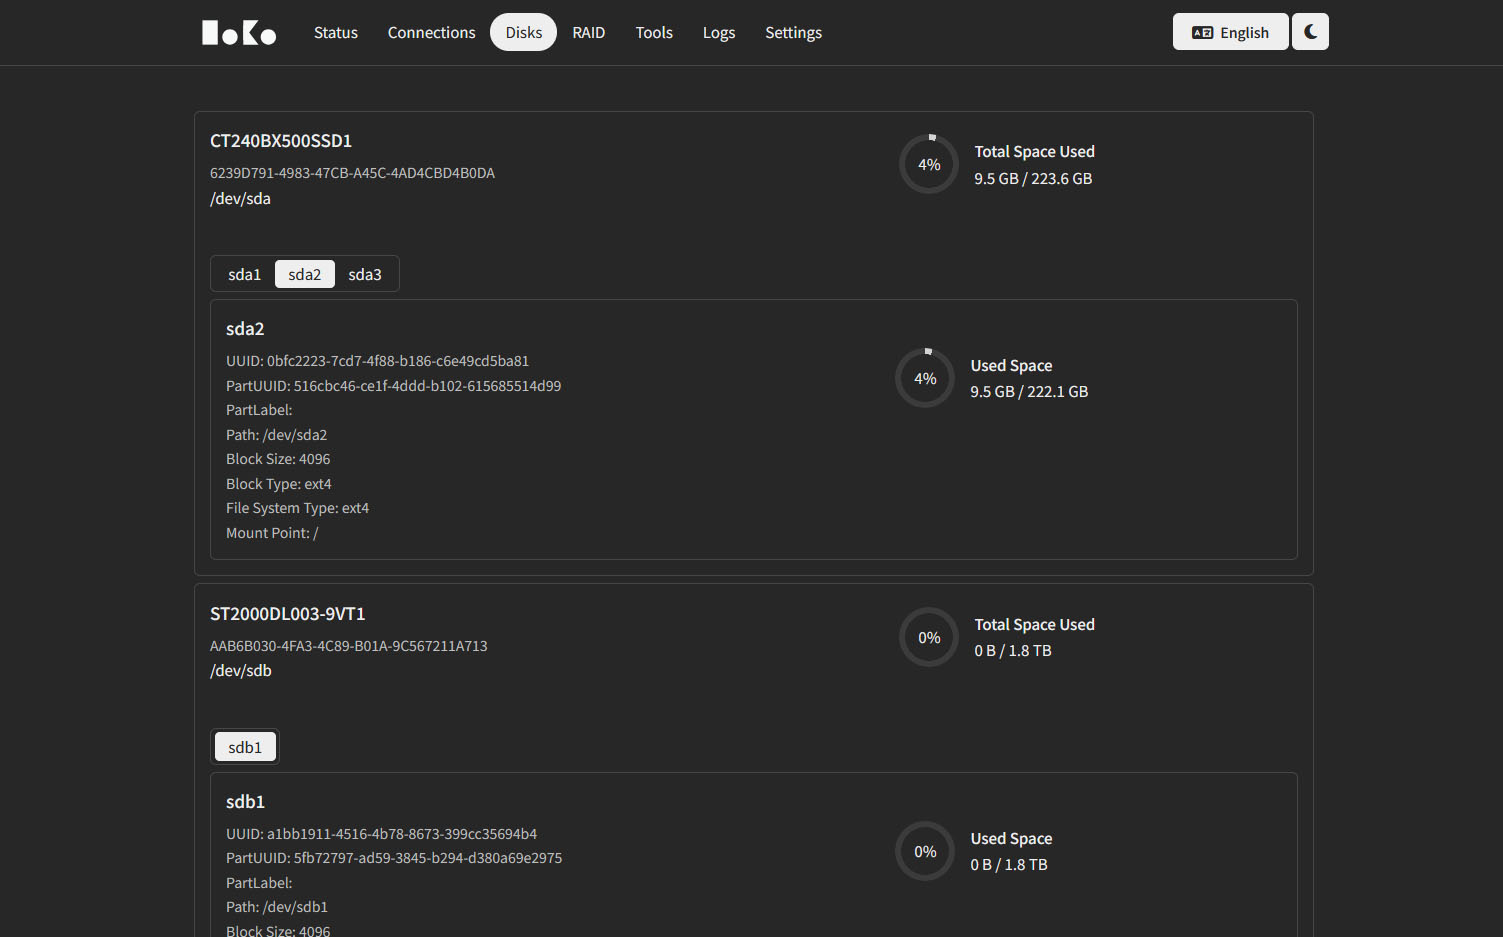 HoKo
Status
Connections
Disks
RAID
Tools
Logs
Settings
English
CT240BX500SSD1
6239D791-4983-47CB-A45C-4AD4CBD4B0DA
/dev/sda
4%
Total Space Used
9.5 GB / 223.6 GB
sda1
sda2
sda3
sda2
UUID: 0bfc2223-7cd7-4f88-b186-c6e49cd5ba81
PartUUID: 516cbc46-ce1f-4ddd-b102-615685514d99
PartLabel:
Path: /dev/sda2
Block Size: 4096
Block Type: ext4
File System Type: ext4
Mount Point: /
4%
Used Space
9.5 GB / 222.1 GB
ST2000DL003-9VT1
AAB6B030-4FA3-4C89-B01A-9C567211A713
/dev/sdb
0%
Total Space Used
0 B / 1.8 TB
sdb1
sdb1
UUID: a1bb1911-4516-4b78-8673-399cc35694b4
PartUUID: 5fb72797-ad59-3845-b294-d380a69e2975
PartLabel:
Path: /dev/sdb1
Block Size: 4096
0%
Used Space
0 B / 1.8 TB